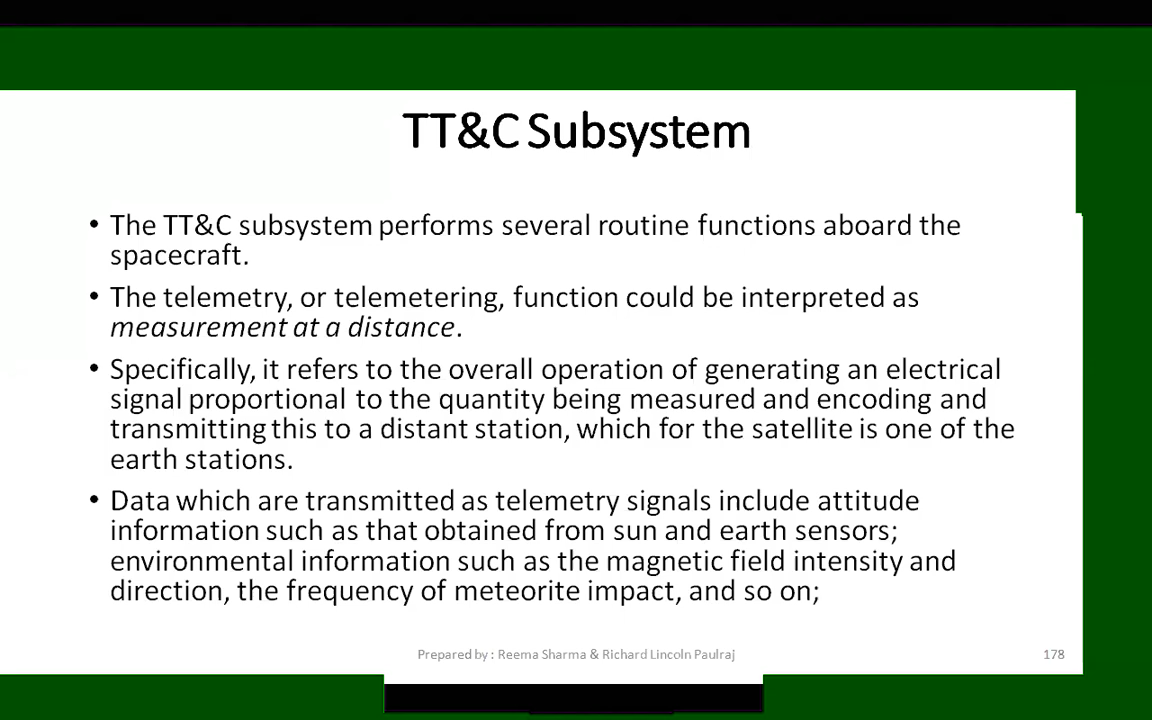 TT&C Subsystem
• The TT&C subsystem performs several routine functions aboard the
spacecraft.
• The telemetry, or telemetering, function could be interpreted as
measurement at a distance.
• Specifically, it refers to the overall operation of generating an electrical
signal proportional to the quantity being measured and encoding and
transmitting this to a distant station, which for the satellite is one of the
earth stations.
• Data which are transmitted as telemetry signals include attitude
information such as that obtained from sun and earth sensors;
environmental information such as the magnetic field intensity and
direction, the frequency of meteorite impact, and so on;
Prepared by : Reema Sharma & Richard Lincoln Paulraj
178